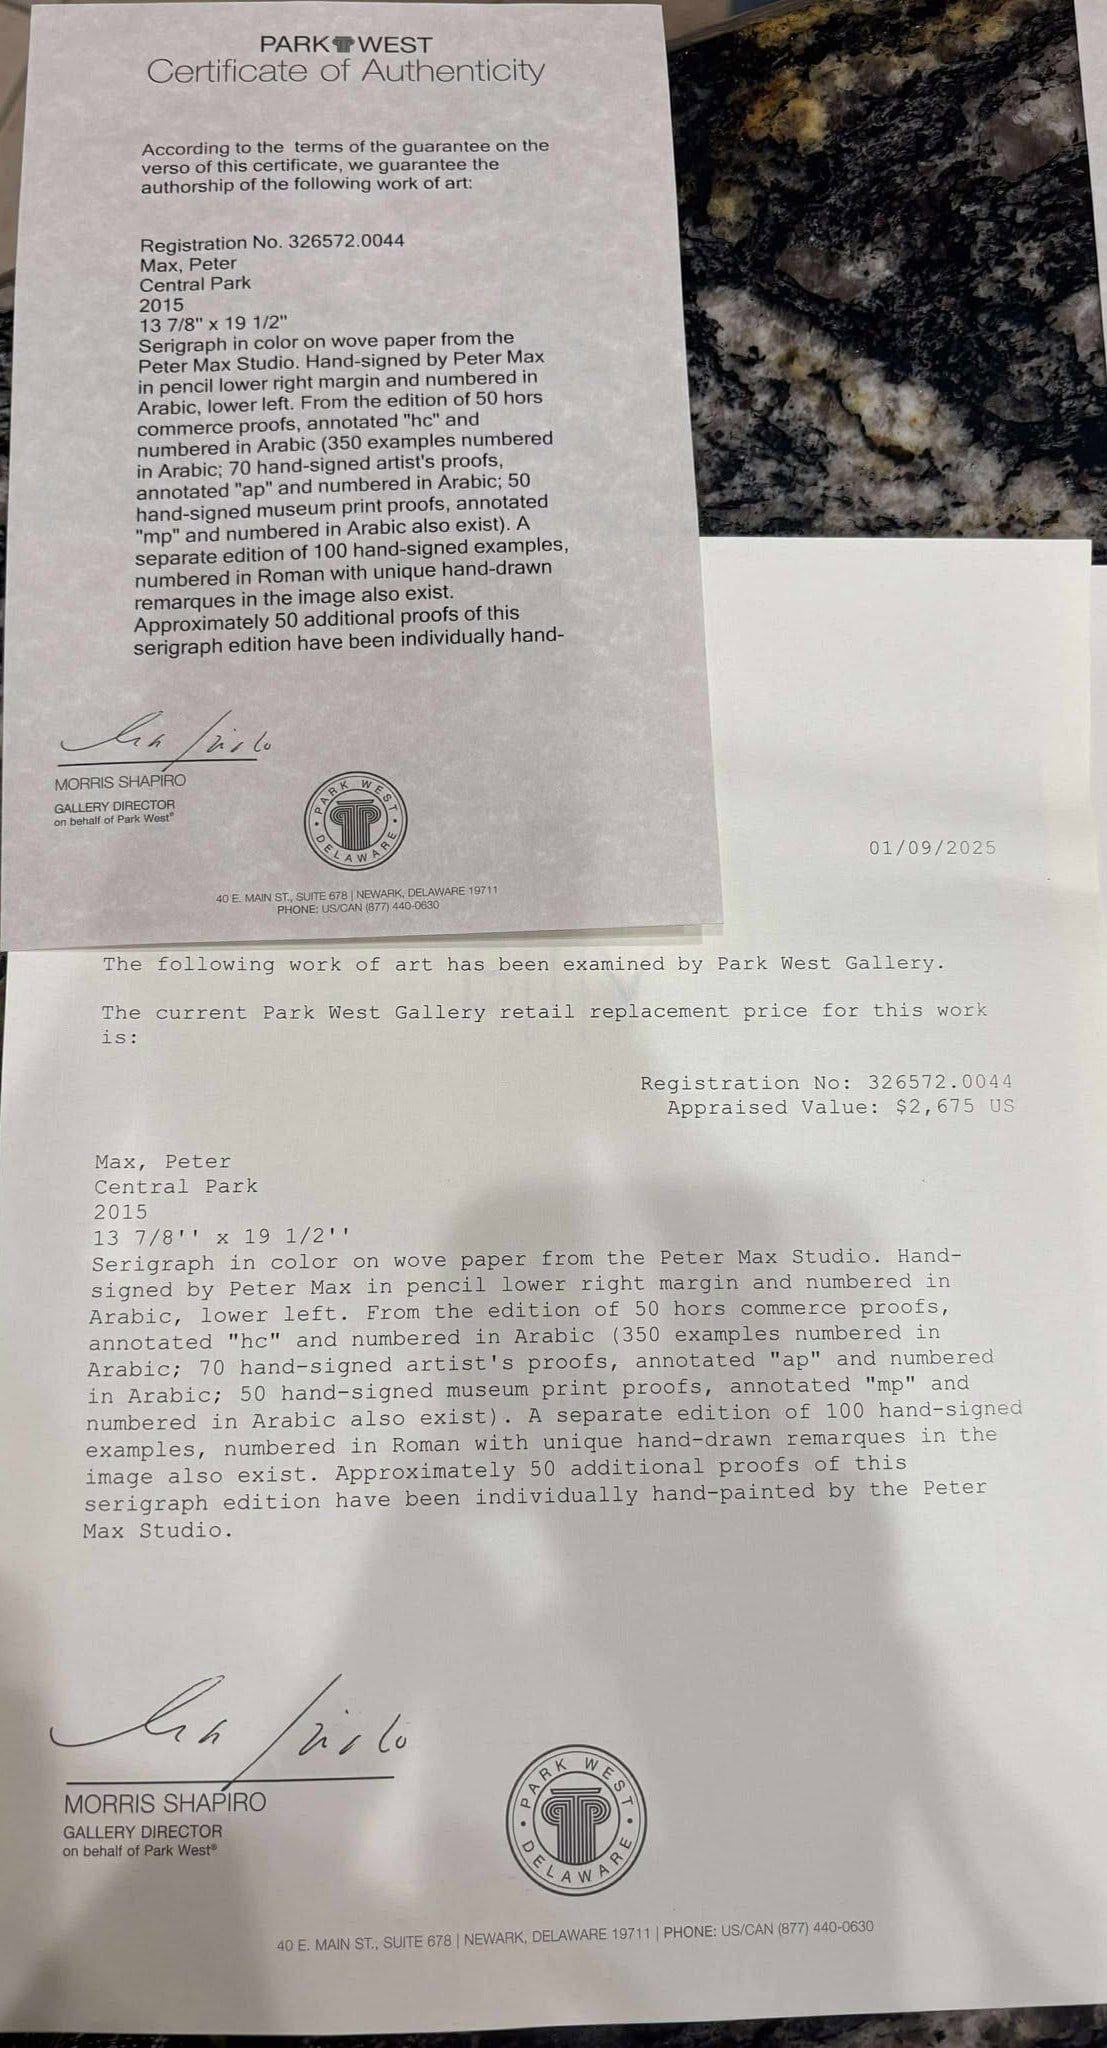 PARK WEST
Certificate of Authenticity
According to the terms of the guarantee on the
verso of this certificate, we guarantee the
authorship of the following work of art:
Registration No. 326572.0044
Max, Peter
Central Park
2015
13 7/8" x 19 1/2"
Serigraph in color on wove paper from the
Peter Max Studio. Hand-signed by Peter Max
in pencil lower right margin and numbered in
Arabic, lower left. From the edition of 50 hors
commerce proofs, annotated "hc" and
numbered in Arabic (350 examples numbered
in Arabic; 70 hand-signed artist's proofs,
annotated "ap" and numbered in Arabic; 50
hand-signed museum print proofs, annotated
"mp" and numbered in Arabic also exist). A
separate edition of 100 hand-signed examples,
numbered in Roman with unique hand-drawn
remarques in the image also exist.
Approximately 50 additional proofs of this
serigraph edition have been individually hand-
MORRIS SHAPIRO
GALLERY DIRECTOR
on behalf of Park West®
PARK WEST
DELAWARE
40 E. MAIN ST., SUITE 678 | NEWARK, DELAWARE 19711
PHONE: US/CAN (877) 440-0630
01/09/2025
The following work of art has been examined by Park West Gallery.
The current Park West Gallery retail replacement price for this work
is:
Registration No: 326572.0044
Appraised Value: $2,675 US
Max, Peter
Central Park
2015
13 7/8'' x 19 1/2''
Serigraph in color on wove paper from the Peter Max Studio. Hand-
signed by Peter Max in pencil lower right margin and numbered in
Arabic, lower left. From the edition of 50 hors commerce proofs,
annotated "hc" and numbered in Arabic (350 examples numbered in
Arabic; 70 hand-signed artist's proofs, annotated "ap" and numbered
in Arabic; 50 hand-signed museum print proofs, annotated "mp" and
numbered in Arabic also exist). A separate edition of 100 hand-signed
examples, numbered in Roman with unique hand-drawn remarques in the
image also exist. Approximately 50 additional proofs of this
serigraph edition have been individually hand-painted by the Peter
Max Studio.
MORRIS SHAPIRO
GALLERY DIRECTOR
on behalf of Park West®
PARK WEST
DELAWARE
40 E. MAIN ST., SUITE 678 | NEWARK, DELAWARE 19711 | PHONE: US/CAN (877) 440-0630